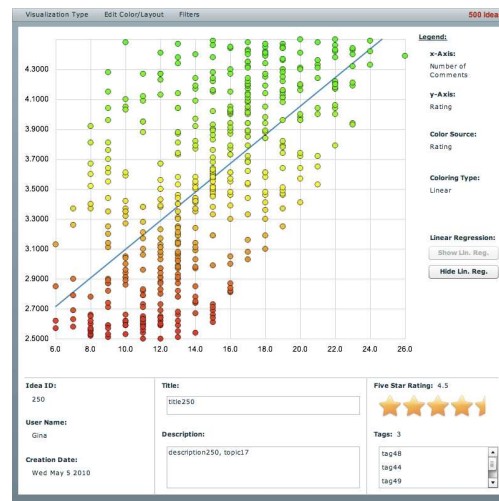 Visualization Type Edit Color/Layout Filters 500 idea
Legend:
x-Axis:
Number of
Comments
y-Axis:
Rating
Color Source:
Rating
Coloring Type:
Linear
Linear Regression:
Show Lin. Reg.
Hide Lin. Reg.
4.3000
4.1000
3.9000
3.7000
3.5000
3.3000
3.1000
2.9000
2.7000
2.5000
6.0 8.0 10.0 12.0 14.0 16.0 18.0 20.0 22.0 24.0 26.0
Idea ID:
250
User Name:
Gina
Creation Date:
Wed May 5 2010
Title:
title250
Description:
description250, topic17
Five Star Rating: 4.5
Tags: 3
tag48
tag44
tag49